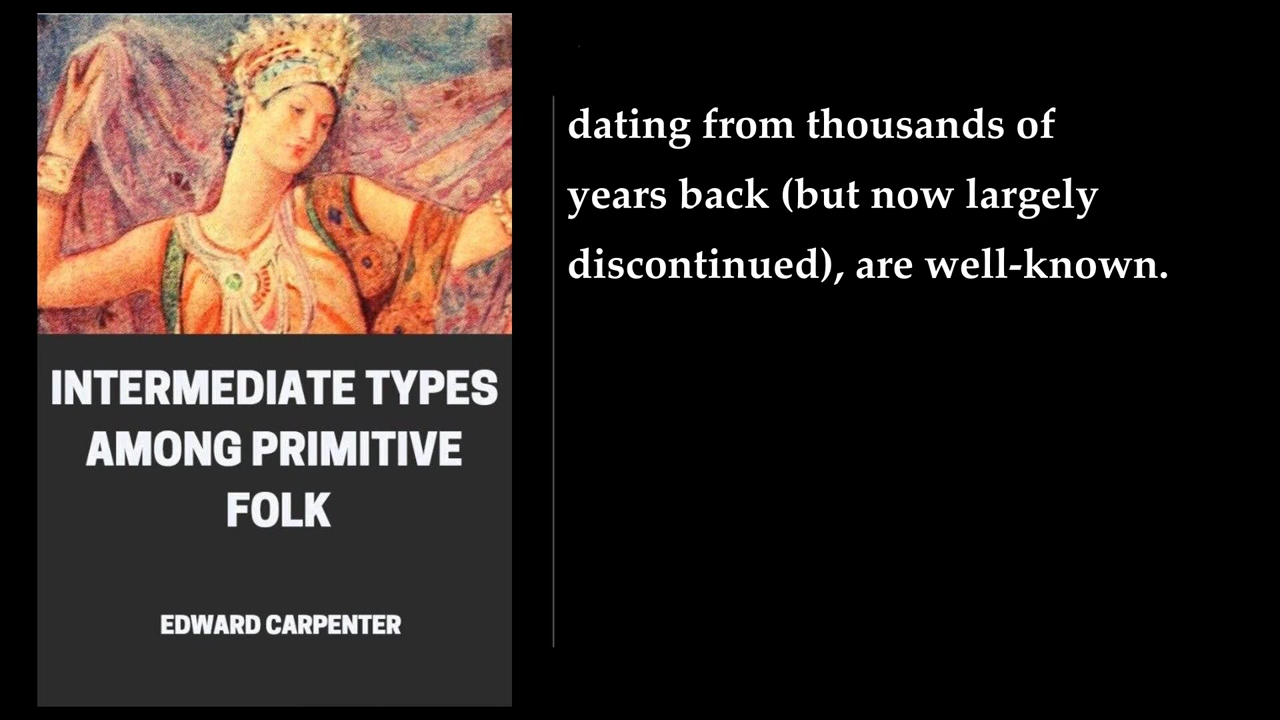 INTERMEDIATE TYPES
AMONG PRIMITIVE
FOLK
EDWARD CARPENTER
dating from thousands of
years back (but now largely
discontinued), are well-known.